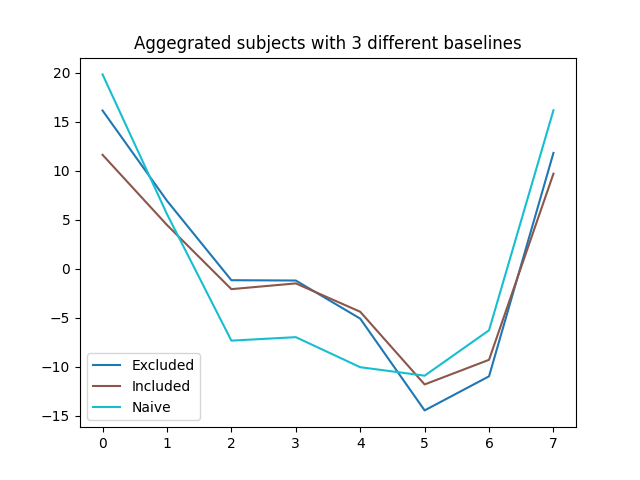 Aggegrated subjects with 3 different baselines
20
15
10
5
0
−5
−10
−15
Excluded
Included
Naive
0 1 2 3 4 5 6 7